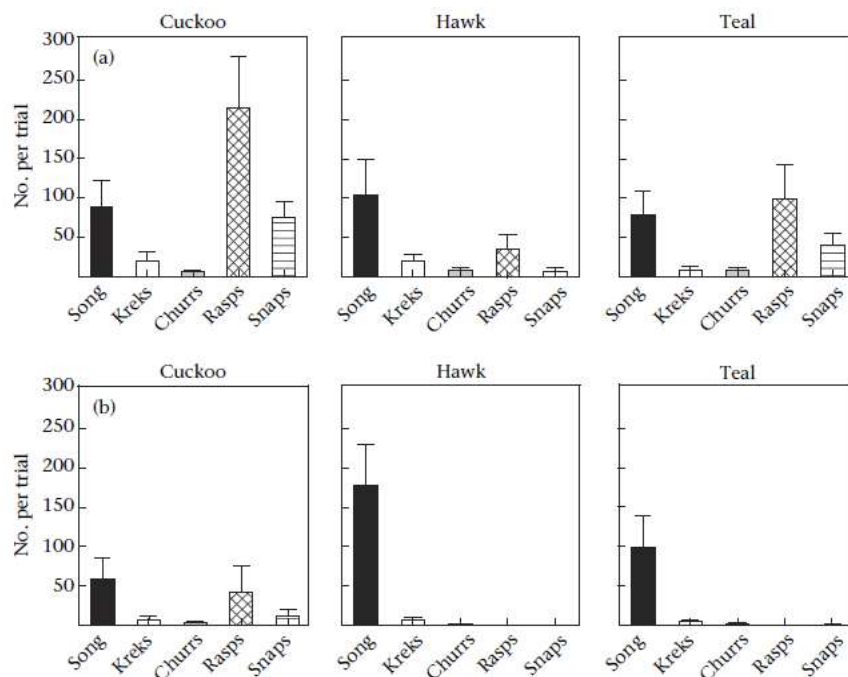 Cuckoo Hawk Teal
(a)
No. per trial
300
250
200
150
100
50
Song Kreks Churrs Rasps Snaps
Song Kreks Churrs Rasps Snaps
Song Kreks Churrs Rasps Snaps
Cuckoo Hawk Teal
(b)
No. per trial
300
250
200
150
100
50
Song Kreks Churrs Rasps Snaps
Song Kreks Churrs Rasps Snaps
Song Kreks Churrs Rasps Snaps